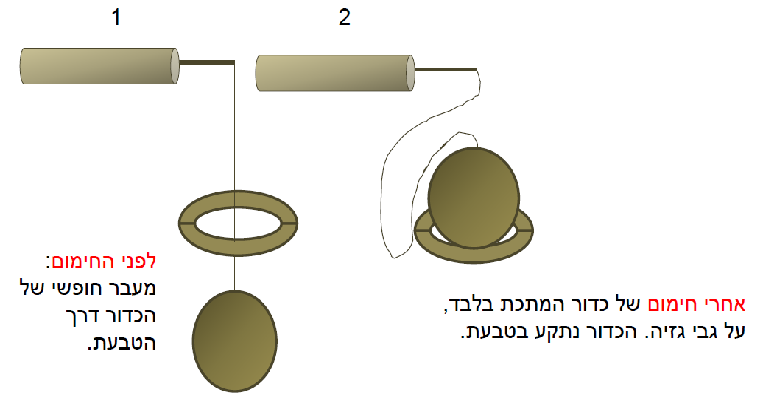 1
2
לפני החימום:
מעבר חופשי של
הכדור דרך
הטבעת.
אחרי חימום של כדור המתכת בלבד,
על גבי גזיה. הכדור נתקע בטבעת.